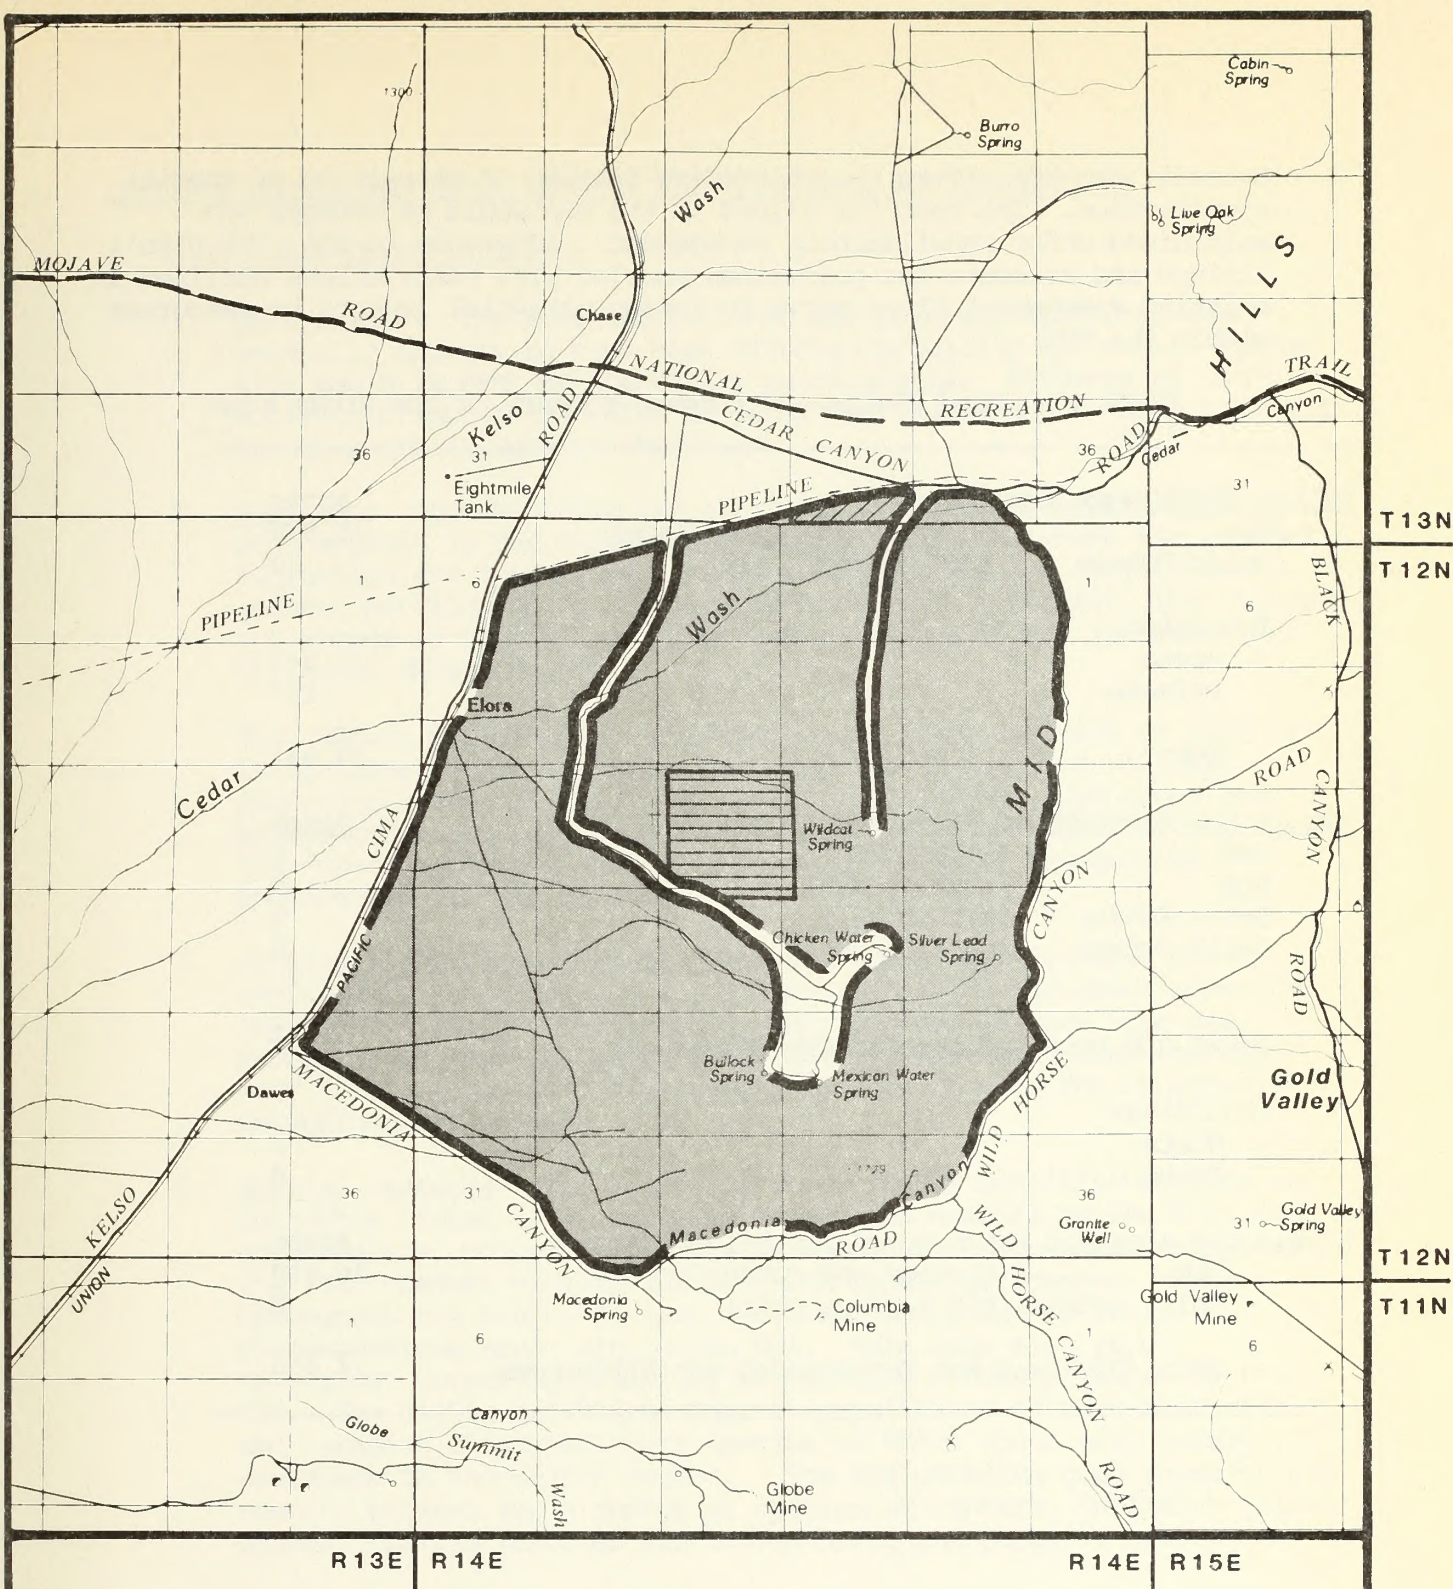 Cabin
Spring
1300
Burro
Spring
Wash
Live Oak
Spring
HILLS
MOJAVE
ROAD
Chase
NATIONAL
RECREATION
TRAIL
Canyon
Kelso
ROAD
CEDAR CANYON
ROAD
Cedar
36
31
36
31
Eightmile
Tank
PIPELINE
T13N
T12N
1
6
1
6
PIPELINE
Wash
BLACK
CANYON
ROAD
Elora
MID
Cedar
CIMA
ROAD
CANYON
Wildcat
Spring
PACIFIC
Chicken Water
Spring
Silver Lead
Spring
Bullock
Spring
Mexican Water
Spring
HORSE
WILD
Gold
Valley
Dawes
MACEDONIA
CANYON
ROAD
1779
Macedonia
Canyon
36
31
36
31
KELSO
UNION
WILD HORSE CANYON
ROAD
Granite
Well
Gold Valley
Spring
T12N
T11N
Macedonia
Spring
Columbia
Mine
Gold Valley
Mine
1
6
1
6
Globe
Canyon
Summit
Wash
Globe
Mine
R13E R14E
R14E R15E